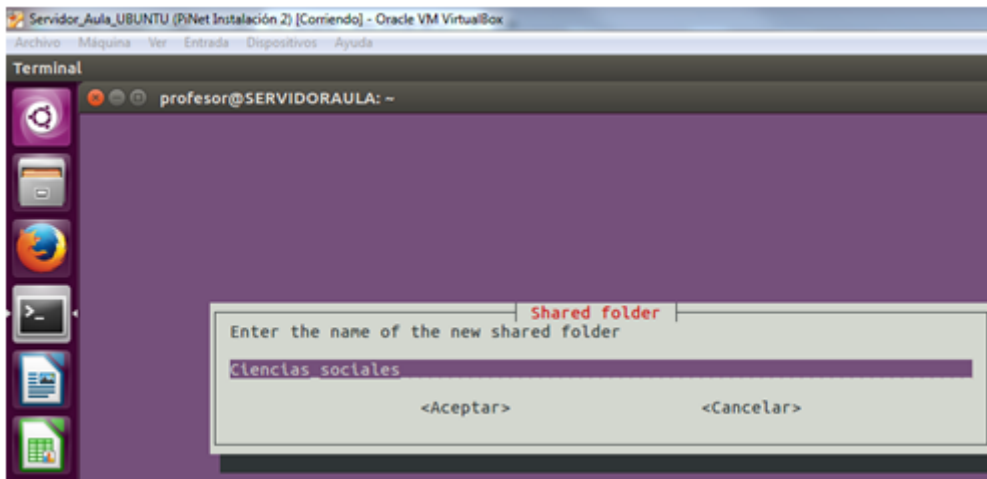 Servidor_Aula_UBUNTU (PiNet Instalación 2) [Corriendo] - Oracle VM VirtualBox
Archivo Máquina Ver Entrada Dispositivos Ayuda
Terminal
profesor@SERVIDORAULA: ~
Shared folder
Enter the name of the new shared folder
Ciencias_sociales
<Aceptar> <Cancelar>